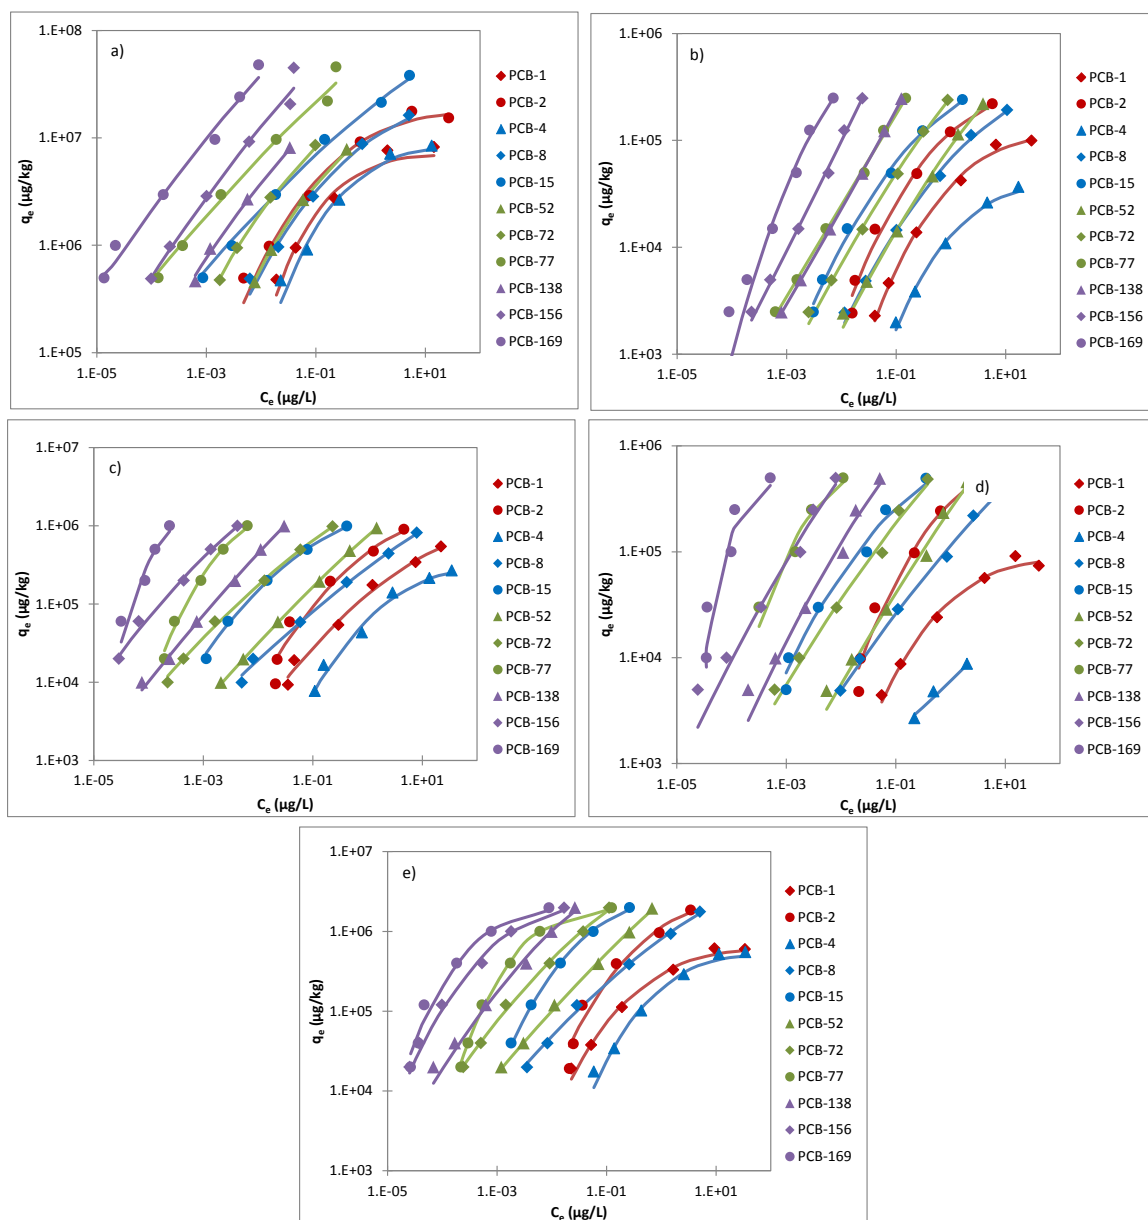 a)
q_e (µg/kg)
1.E+08
1.E+07
1.E+06
1.E+05
1.E-05
1.E-03
1.E-01
1.E+01
C_e (µg/L)
PCB-1
PCB-2
PCB-4
PCB-8
PCB-15
PCB-52
PCB-72
PCB-77
PCB-138
PCB-156
PCB-169
b)
q_e (µg/kg)
1.E+06
1.E+05
1.E+04
1.E+03
1.E-05
1.E-03
1.E-01
1.E+01
C_e (µg/L)
PCB-1
PCB-2
PCB-4
PCB-8
PCB-15
PCB-52
PCB-72
PCB-77
PCB-138
PCB-156
PCB-169
c)
q_e (µg/kg)
1.E+07
1.E+06
1.E+05
1.E+04
1.E+03
1.E-05
1.E-03
1.E-01
1.E+01
C_e (µg/L)
PCB-1
PCB-2
PCB-4
PCB-8
PCB-15
PCB-52
PCB-72
PCB-77
PCB-138
PCB-156
PCB-169
d)
q_e (µg/kg)
1.E+06
1.E+05
1.E+04
1.E+03
1.E-05
1.E-03
1.E-01
1.E+01
C_e (µg/L)
PCB-1
PCB-2
PCB-4
PCB-8
PCB-15
PCB-52
PCB-72
PCB-77
PCB-138
PCB-156
PCB-169
e)
q_e (µg/kg)
1.E+07
1.E+06
1.E+05
1.E+04
1.E+03
1.E-05
1.E-03
1.E-01
1.E+01
C_e (µg/L)
PCB-1
PCB-2
PCB-4
PCB-8
PCB-15
PCB-52
PCB-72
PCB-77
PCB-138
PCB-156
PCB-169